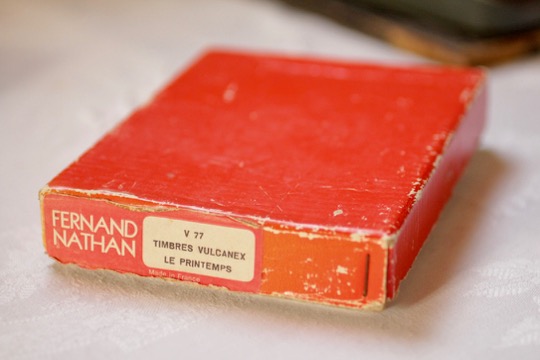 FERNAND
NATHAN
V 77
TIMBRES VULCANEX
LE PRINTEMPS
Made in France